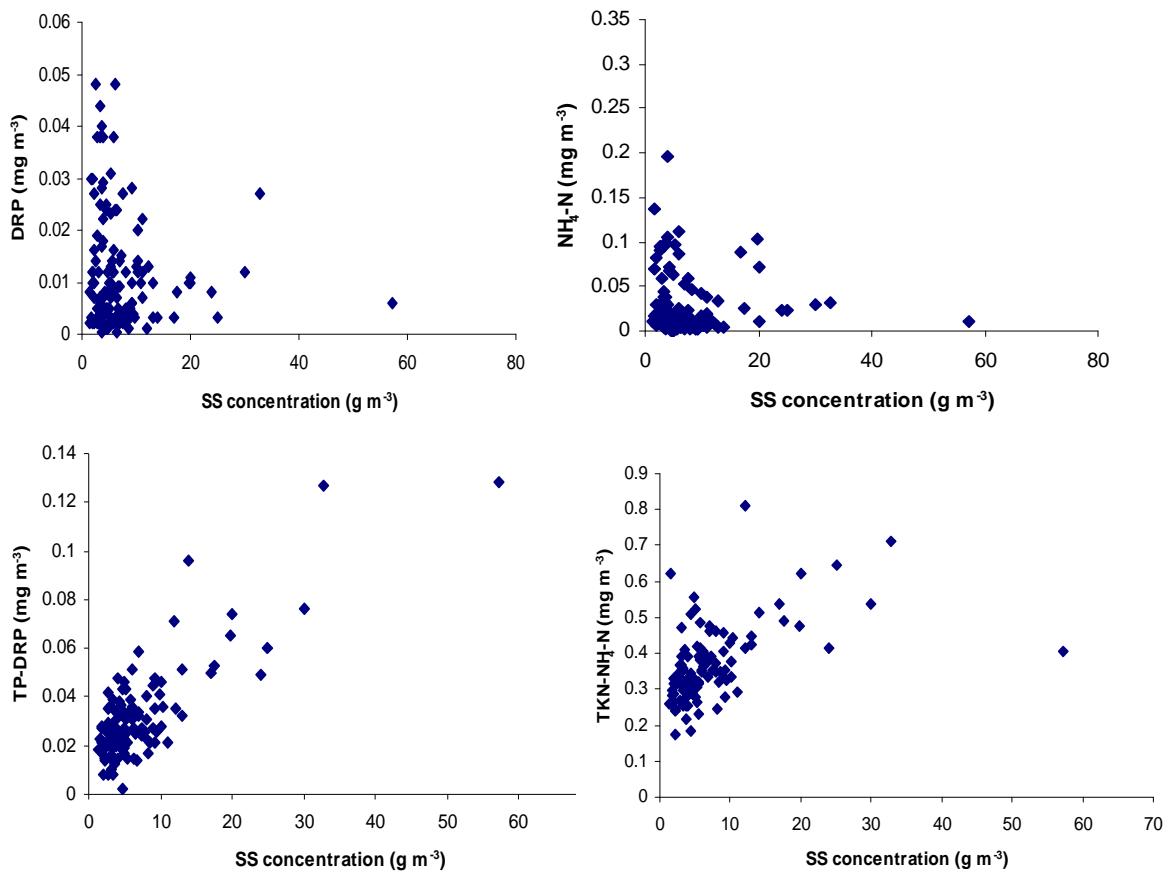 0.06
0.05
0.04
0.03
0.02
0.01
0
DRP (mg m⁻³)
0 20 40 60 80
SS concentration (g m⁻³)
0.35
0.3
0.25
0.2
0.15
0.1
0.05
0
NH₄-N (mg m⁻³)
0 20 40 60 80
SS concentration (g m⁻³)
0.14
0.12
0.1
0.08
0.06
0.04
0.02
0
TP-DRP (mg m⁻³)
0 10 20 30 40 50 60
SS concentration (g m⁻³)
0.9
0.8
0.7
0.6
0.5
0.4
0.3
0.2
0.1
0
TKN-NH₄-N (mg m⁻³)
0 10 20 30 40 50 60 70
SS concentration (g m⁻³)